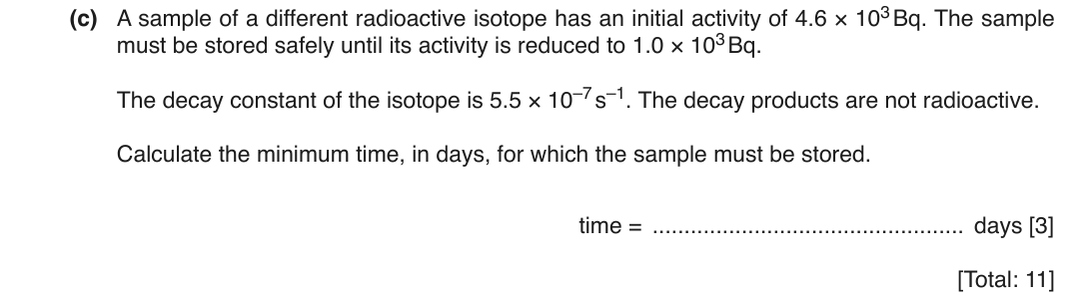 (c) A sample of a different radioactive isotope has an initial activity of 4.6 × 10³ Bq. The sample
must be stored safely until its activity is reduced to 1.0 × 10³ Bq.
The decay constant of the isotope is 5.5 × 10⁻⁷ s⁻¹. The decay products are not radioactive.
Calculate the minimum time, in days, for which the sample must be stored.
time = .................................................. days [3]
[Total: 11]